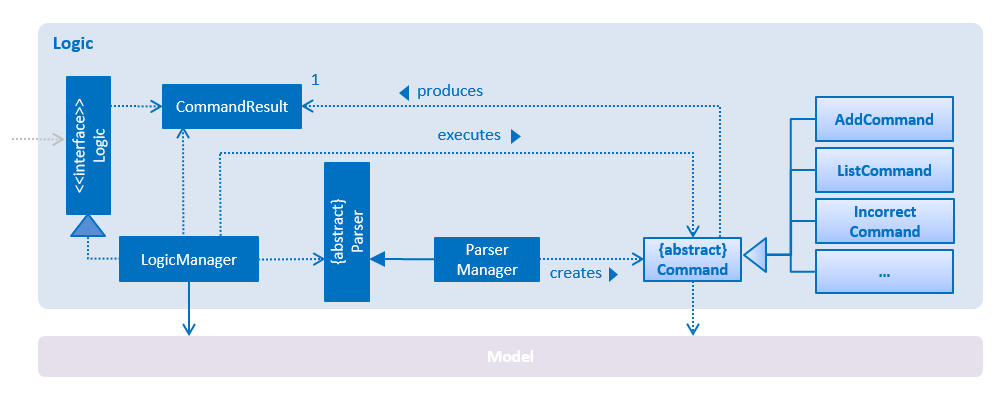 Logic
<<interface>>
Logic
CommandResult
1
produces
executes
AddCommand
ListCommand
Incorrect
Command
...
{abstract}
Parser
LogicManager
Parser
Manager
creates
{abstract}
Command
Model